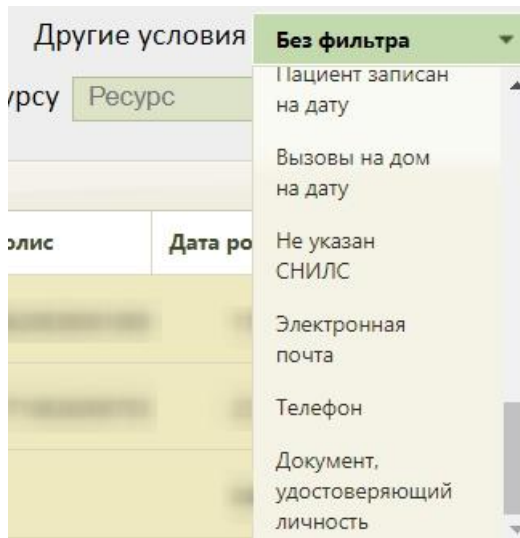 Другие условия
Без фильтра
урсу
Ресурс
Пациент записан
на дату
Вызовы на дом
на дату
Не указан
СНИЛС
Электронная
почта
Телефон
Документ,
удостоверяющий
личность
олис
Дата ро